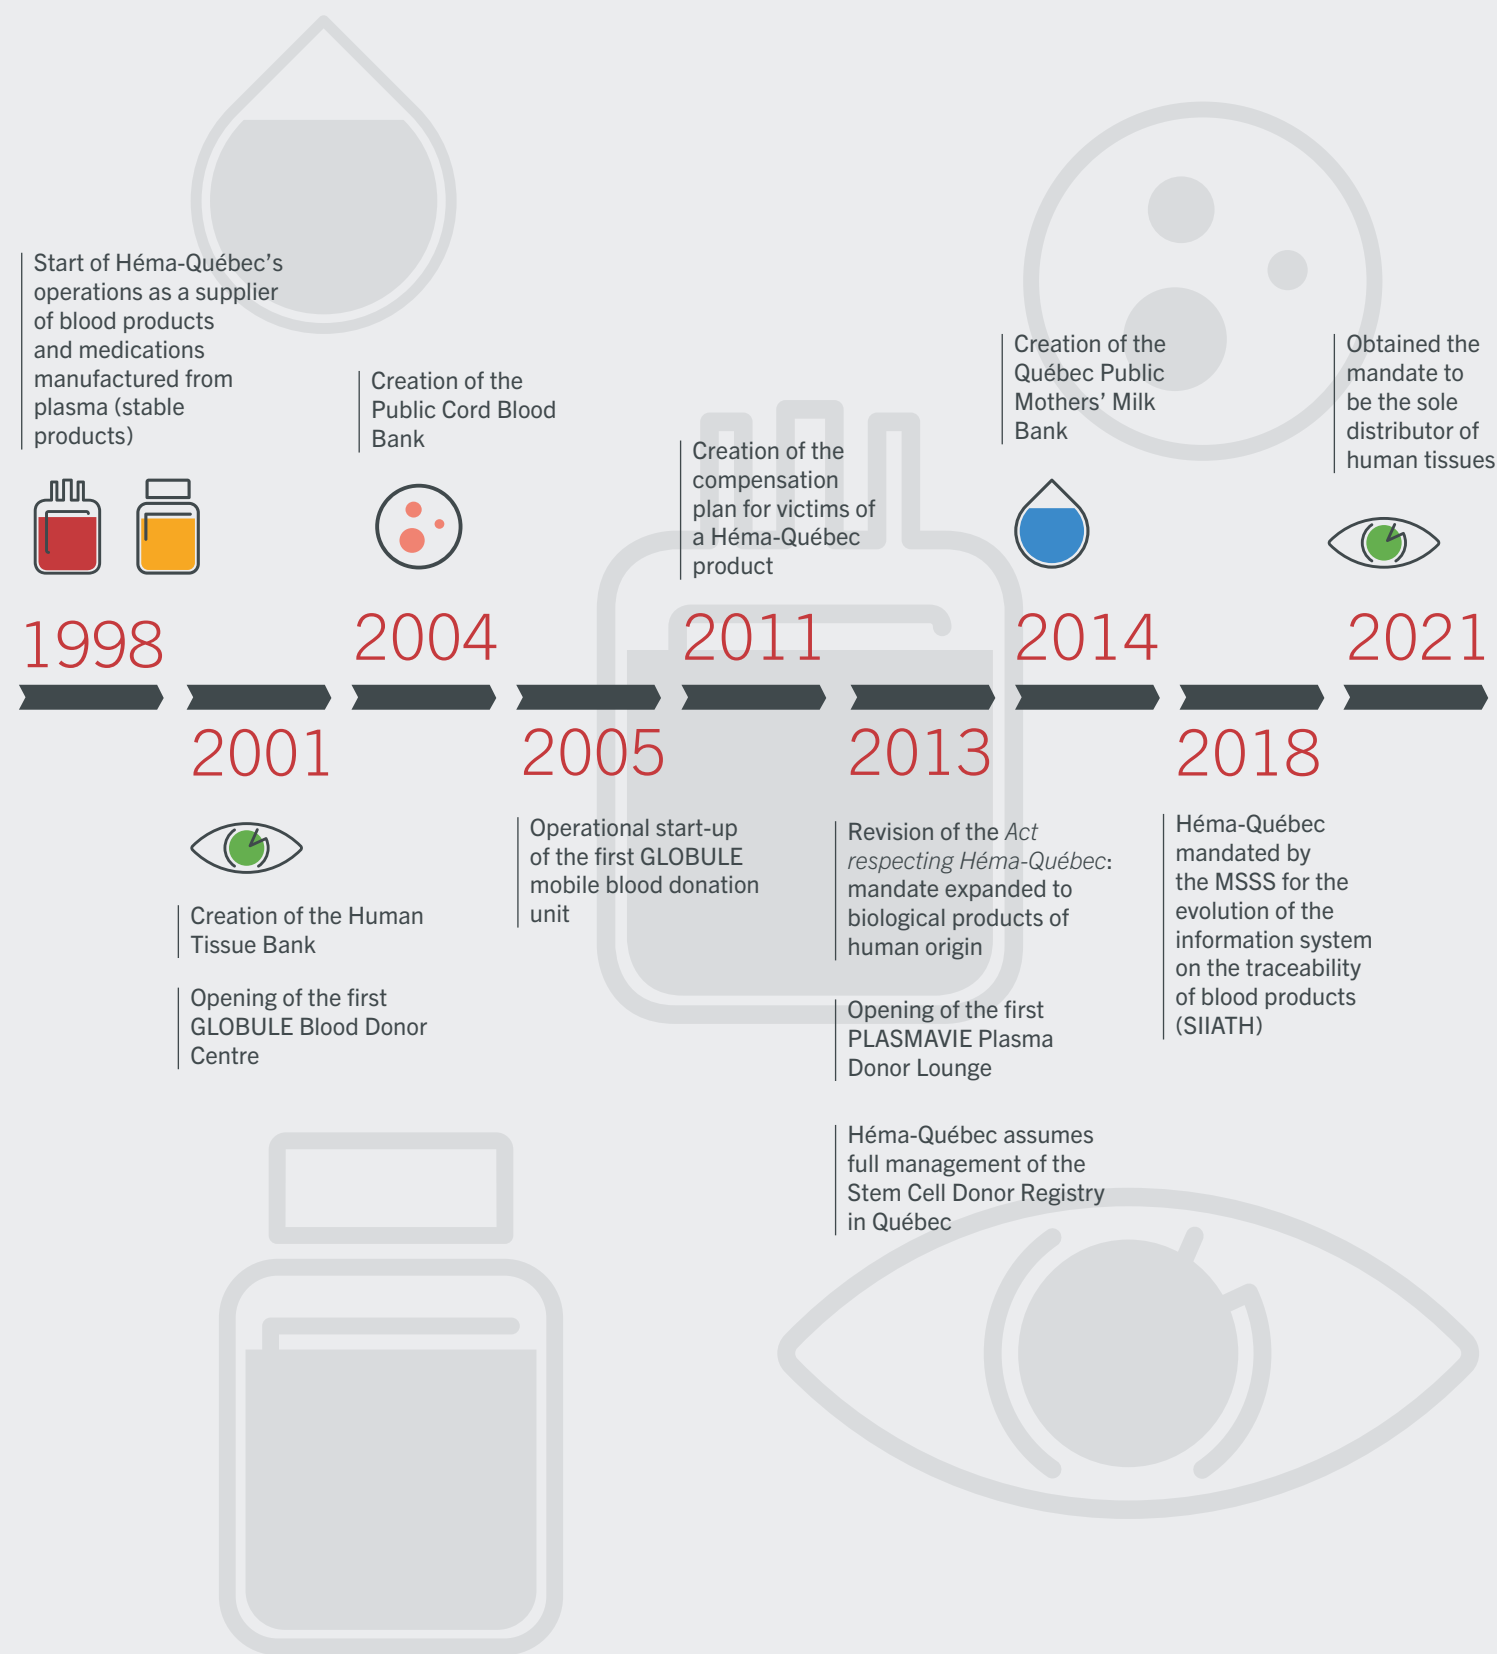 Start of Héma-Québec’s
operations as a supplier
of blood products
and medications
manufactured from
plasma (stable
products)
1998
2001
Creation of the Human
Tissue Bank
Opening of the first
GLOBULE Blood Donor
Centre
Creation of the
Public Cord Blood
Bank
2004
2005
Operational start-up
of the first GLOBULE
mobile blood donation
unit
Creation of the
compensation
plan for victims of
a Héma-Québec
product
2011
2013
Revision of the Act
respecting Héma-Québec:
mandate expanded to
biological products of
human origin
Opening of the first
PLASMAVIE Plasma
Donor Lounge
Héma-Québec assumes
full management of the
Stem Cell Donor Registry
in Québec
Creation of the
Québec Public
Mothers’ Milk
Bank
2014
2018
Héma-Québec
mandated by
the MSSS for the
evolution of the
information system
on the traceability
of blood products
(SIIATH)
Obtained the
mandate to
be the sole
distributor of
human tissues
2021